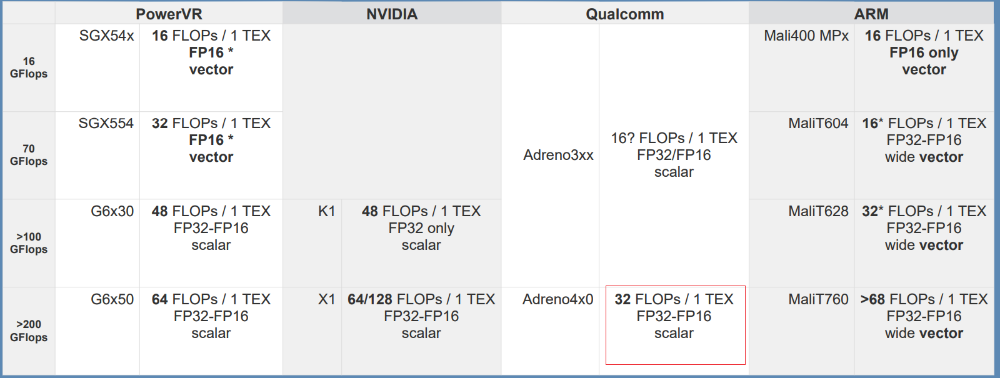 PowerVR NVIDIA Qualcomm ARM
16
GFlops
SGX54x
16 FLOPs / 1 TEX
FP16 *
vector
Mali400 MPx
16 FLOPs / 1 TEX
FP16 only
vector
70
GFlops
SGX554
32 FLOPs / 1 TEX
FP16 *
vector
Adreno3xx
16? FLOPs / 1 TEX
FP32/FP16
scalar
MaliT604
16* FLOPs / 1 TEX
FP32-FP16
wide vector
>100
GFlops
G6x30
48 FLOPs / 1 TEX
FP32-FP16
scalar
K1
48 FLOPs / 1 TEX
FP32 only
scalar
MaliT628
32* FLOPs / 1 TEX
FP32-FP16
wide vector
>200
GFlops
G6x50
64 FLOPs / 1 TEX
FP32-FP16
scalar
X1
64/128 FLOPs / 1 TEX
FP32-FP16
scalar
Adreno4x0
32 FLOPs / 1 TEX
FP32-FP16
scalar
MaliT760
>68 FLOPs / 1 TEX
FP32-FP16
wide vector